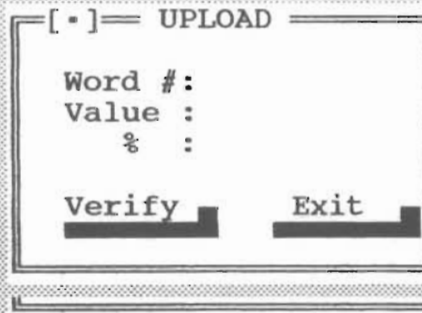 [▪] UPLOAD
Word #:
Value :
% :
Verify Exit